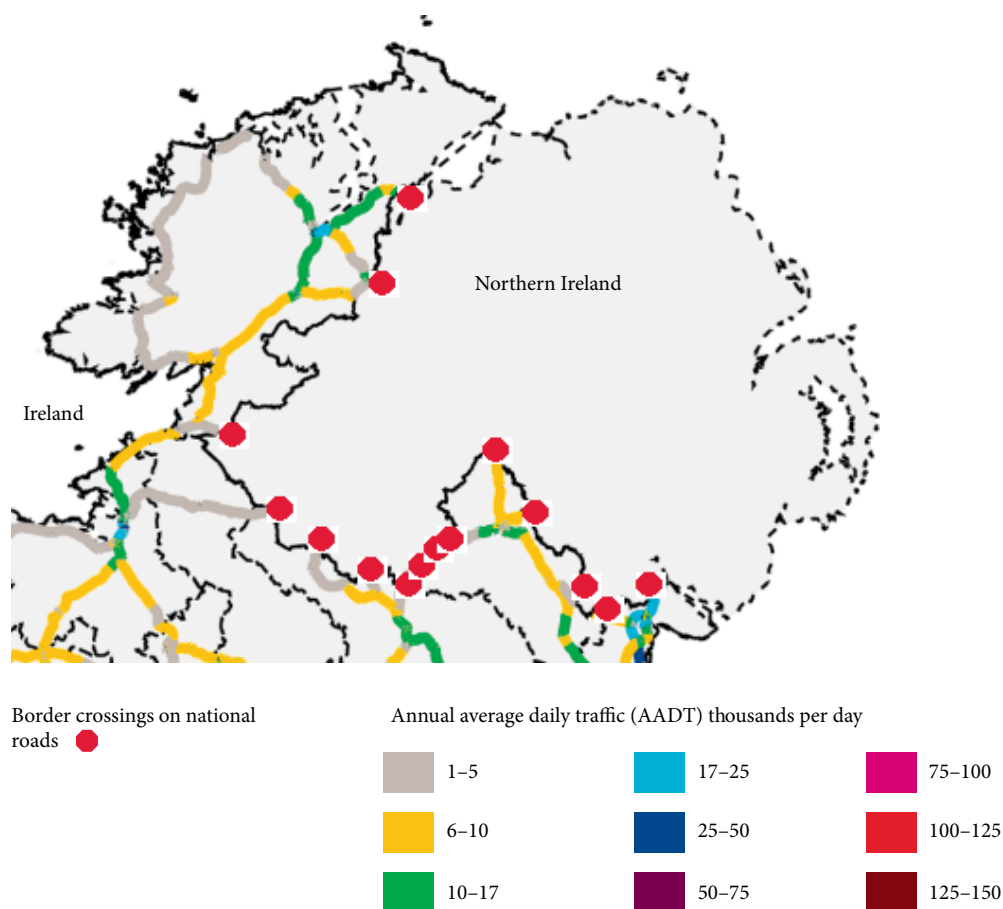 Northern Ireland
Ireland
Border crossings on national
roads
Annual average daily traffic (AADT) thousands per day
1–5
17–25
75–100
6–10
25–50
100–125
10–17
50–75
125–150